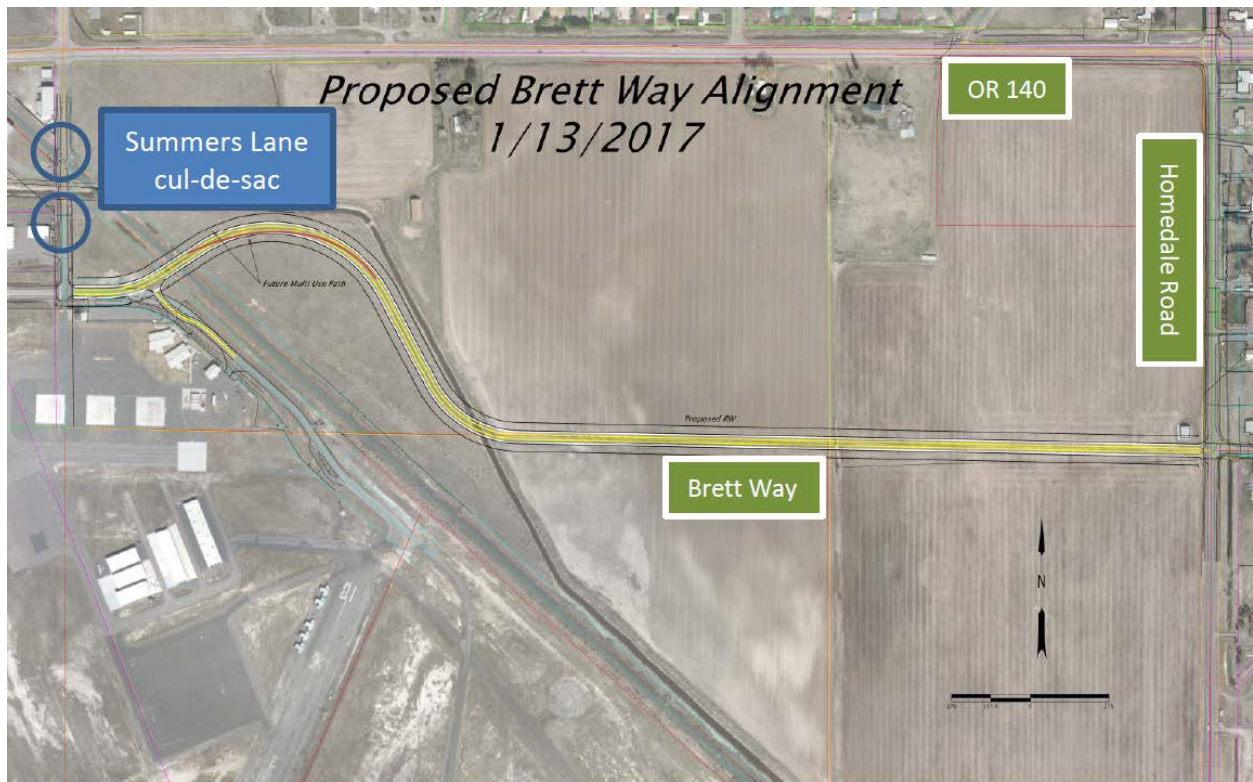 Proposed Brett Way Alignment
1/13/2017
OR 140
Summers Lane
cul-de-sac
Homedale Road
Future Multi Use Path
Proposed RW
Brett Way
N